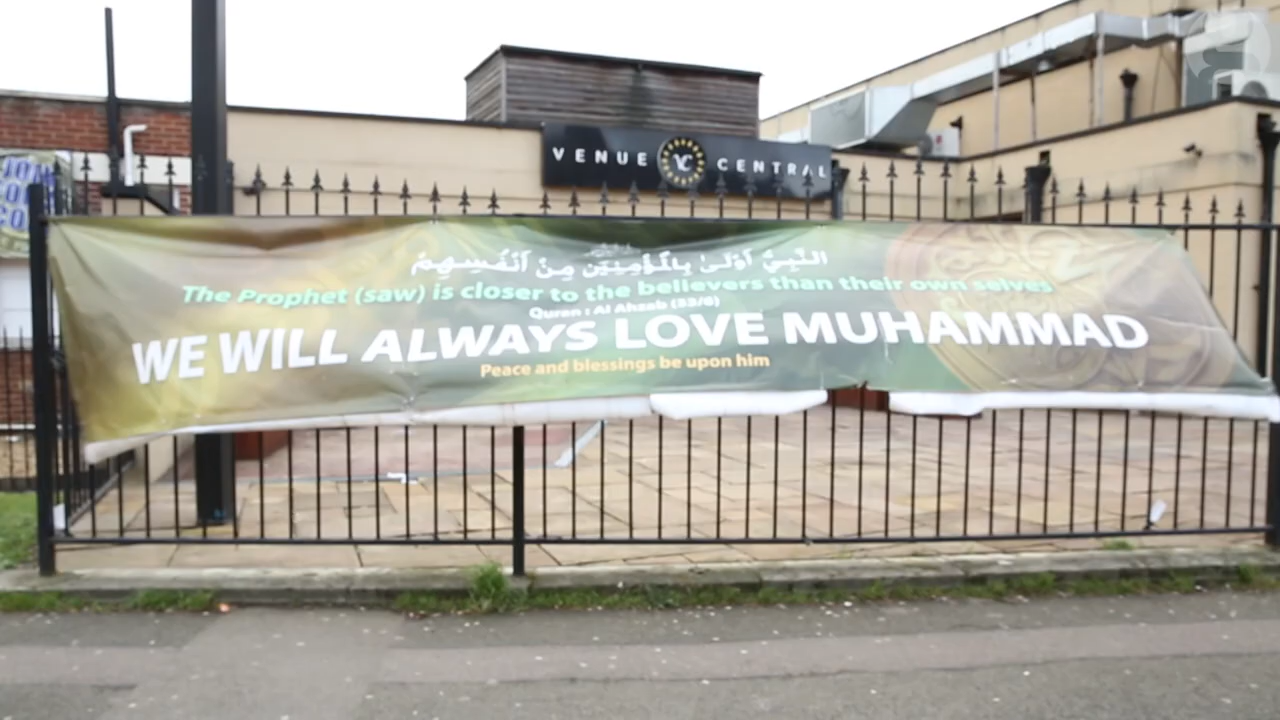 VENUE VC CENTRAL
النَّبِيُّ أَوْلَىٰ بِالْمُؤْمِنِينَ مِنْ أَنْفُسِهِمْ
The Prophet (saw) is closer to the believers than their own selves
Quran : Al Ahzab (33/6)
WE WILL ALWAYS LOVE MUHAMMAD
Peace and blessings be upon him